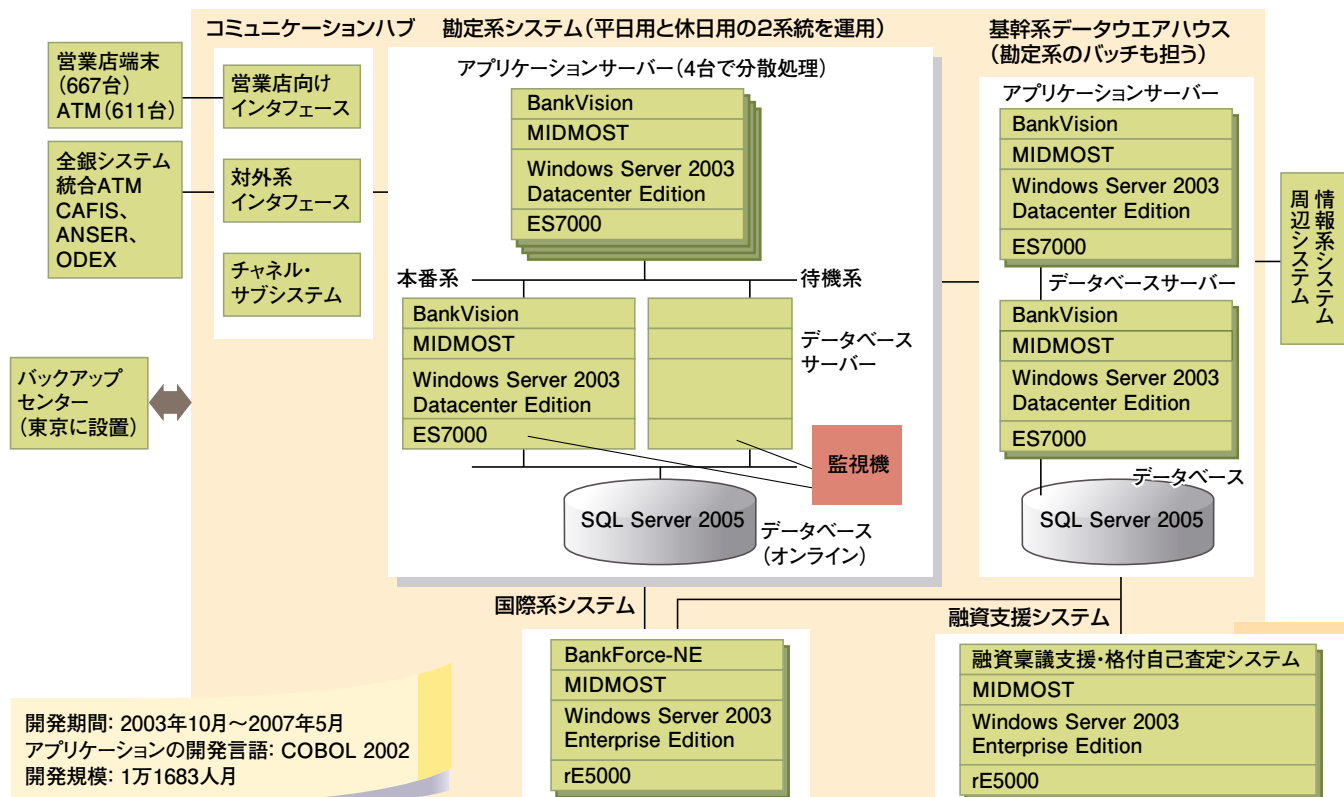 コミュニケーションハブ
勘定系システム(平日用と休日用の2系統を運用)
基幹系データウエアハウス
(勘定系のバッチも担う)
営業店端末
(667台)
ATM(611台)
全銀システム
統合ATM
CAFIS、
ANSER、
ODEX
バックアップ
センター
(東京に設置)
営業店向け
インタフェース
対外系
インタフェース
チャネル・
サブシステム
アプリケーションサーバー(4台で分散処理)
BankVision
MIDMOST
Windows Server 2003
Datacenter Edition
ES7000
本番系
待機系
BankVision
MIDMOST
Windows Server 2003
Datacenter Edition
ES7000
データベース
サーバー
監視機
SQL Server 2005
データベース
(オンライン)
アプリケーションサーバー
BankVision
MIDMOST
Windows Server 2003
Datacenter Edition
ES7000
データベースサーバー
BankVision
MIDMOST
Windows Server 2003
Datacenter Edition
ES7000
データベース
SQL Server 2005
情報系システム
周辺システム
国際系システム
BankForce-NE
MIDMOST
Windows Server 2003
Enterprise Edition
rE5000
融資支援システム
融資稟議支援・格付自己査定システム
MIDMOST
Windows Server 2003
Enterprise Edition
rE5000
開発期間: 2003年10月〜2007年5月
アプリケーションの開発言語: COBOL 2002
開発規模: 1万1683人月